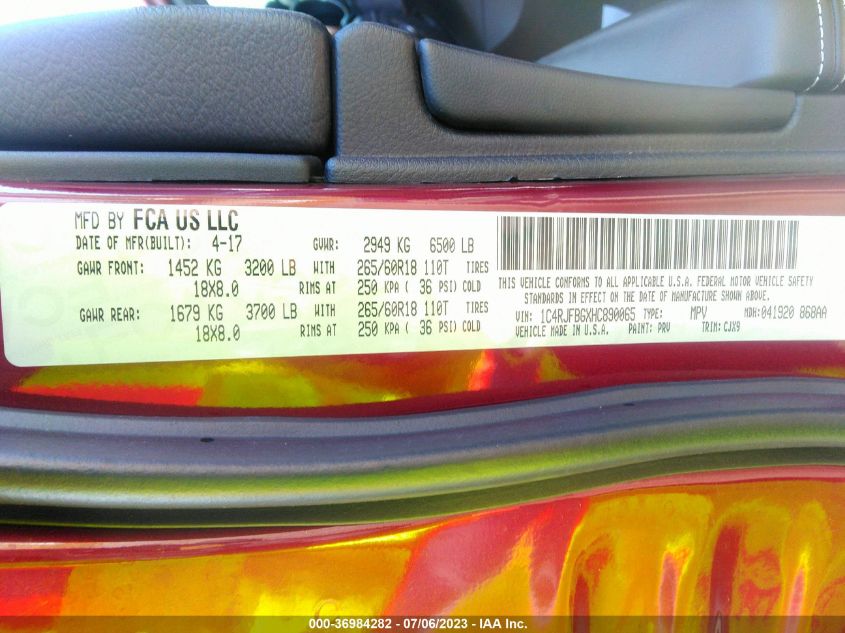 MFD BY FCA US LLC
DATE OF MFR(BUILT): 4-17 GVWR: 2949 KG 6500 LB
GAWR FRONT: 1452 KG 3200 LB WITH 265/60R18 110T TIRES
18X8.0 RIMS AT 250 KPA ( 36 PSI) COLD
GAWR REAR: 1679 KG 3700 LB WITH 265/60R18 110T TIRES
18X8.0 RIMS AT 250 KPA ( 36 PSI) COLD
THIS VEHICLE CONFORMS TO ALL APPLICABLE U.S.A. FEDERAL MOTOR VEHICLE SAFETY
STANDARDS IN EFFECT ON THE DATE OF MANUFACTURE SHOWN ABOVE.
VIN: 1C4RJFBGXHC890065 TYPE: MPV MDH: 041920 868AA
VEHICLE MADE IN U.S.A. PAINT: PRV TRIM: CJX9
000-36984282 - 07/06/2023 - IAA Inc.